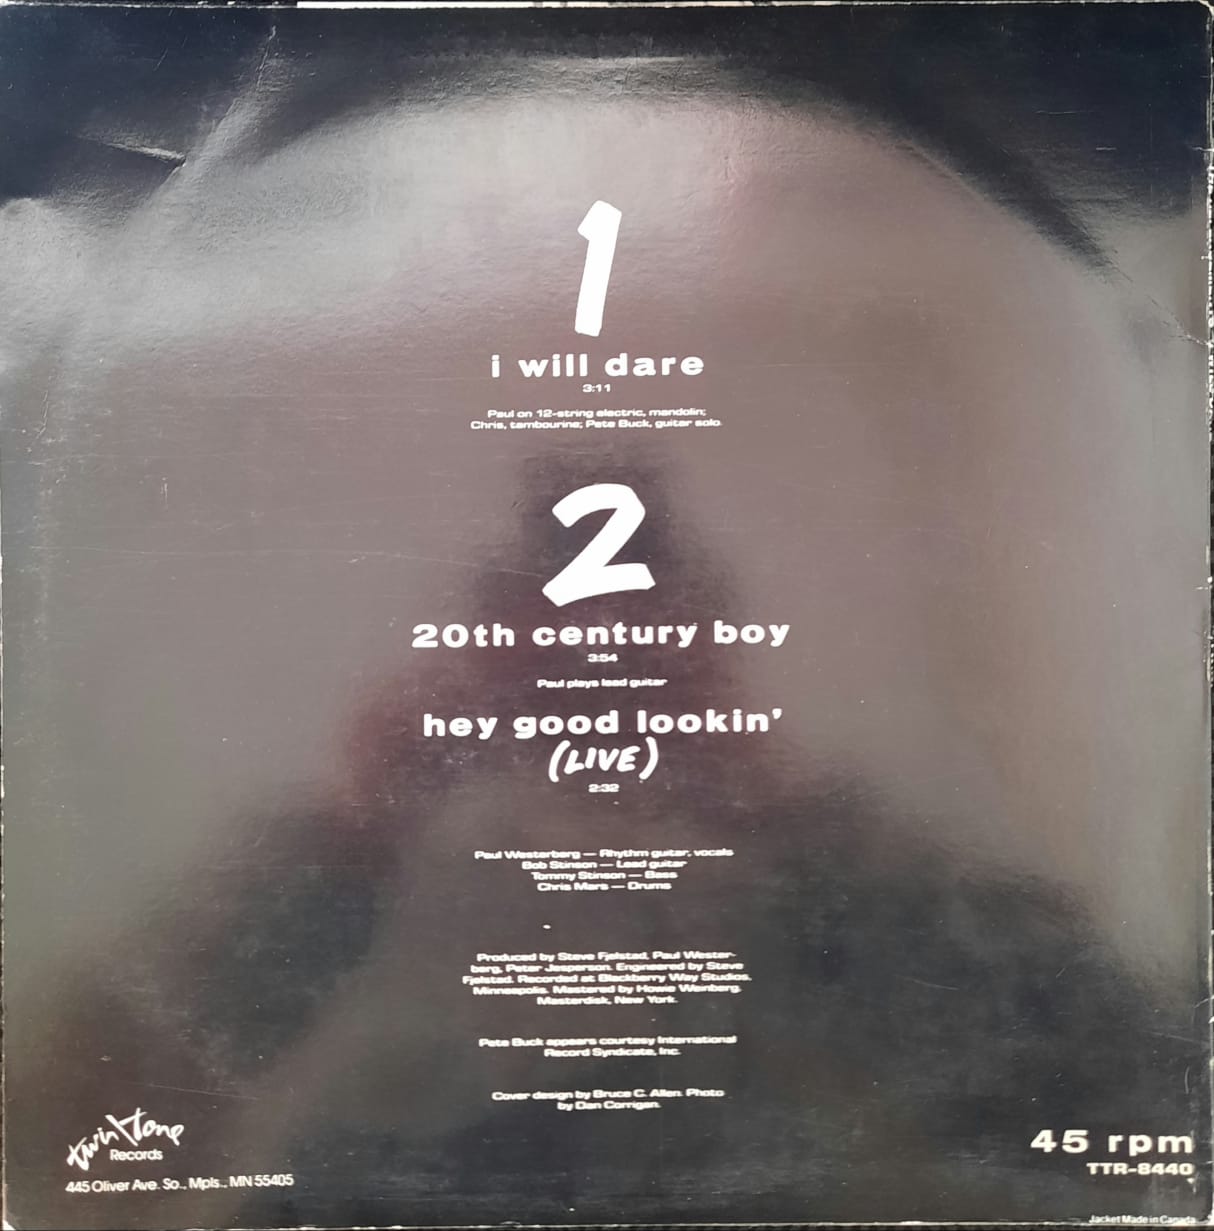 1
i will dare
3:11
Paul on 12-string electric, mandolin;
Chris, tambourine; Pete Buck, guitar solo
2
20th century boy
3:54
Paul plays lead guitar
hey good lookin'
(LIVE)
2:32
Paul Westerberg — Rhythm guitar, vocals
Bob Stinson — Lead guitar
Tommy Stinson — Bass
Chris Mars — Drums
Produced by Steve Fjelstad, Paul Wester-
berg, Peter Jesperson. Engineered by Steve
Fjelstad. Recorded at Blackberry Way Studios,
Minneapolis. Mastered by Howie Weinberg,
Masterdisk, New York.
Pete Buck appears courtesy International
Record Syndicate, Inc.
Cover design by Bruce C. Allen. Photo
by Dan Corrigan.
twin/tone
Records
445 Oliver Ave. So., Mpls., MN 55405
45 rpm
TTR-8440
Jacket Made in Canada